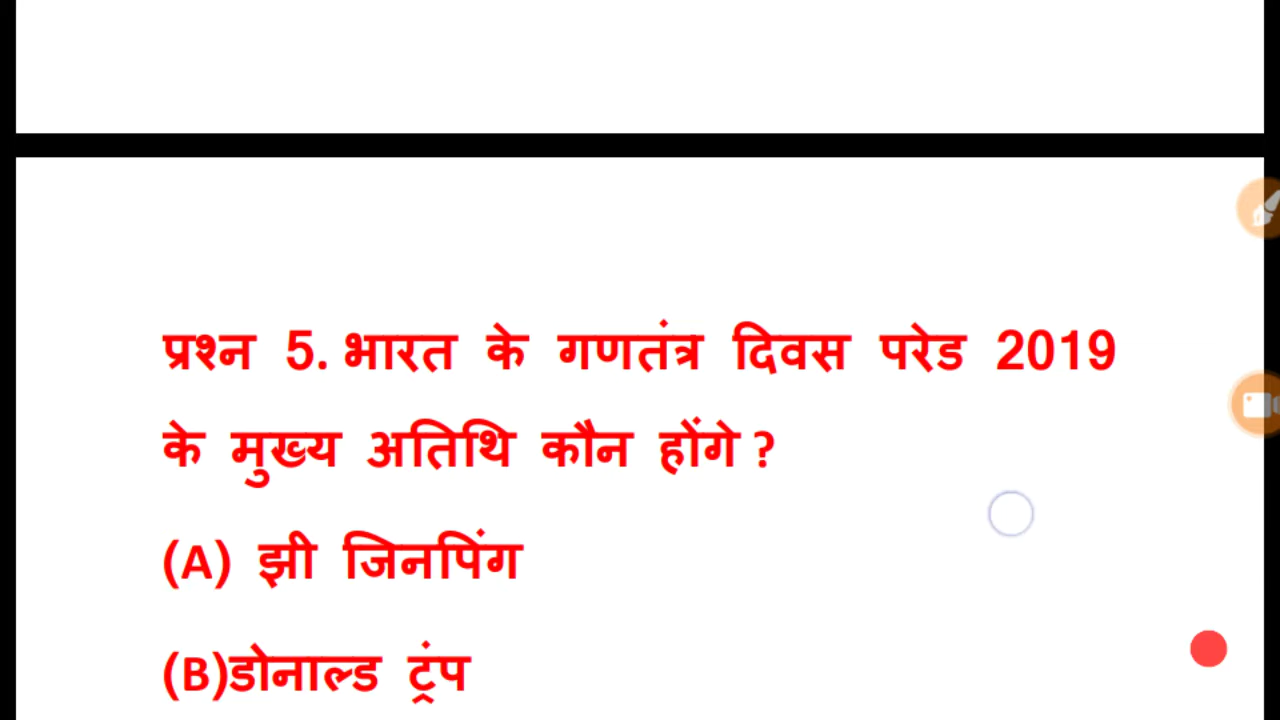 प्रश्न 5. भारत के गणतंत्र दिवस परेड 2019
के मुख्य अतिथि कौन होंगे ?
(A) झी जिनपिंग
(B)डोनाल्ड ट्रंप